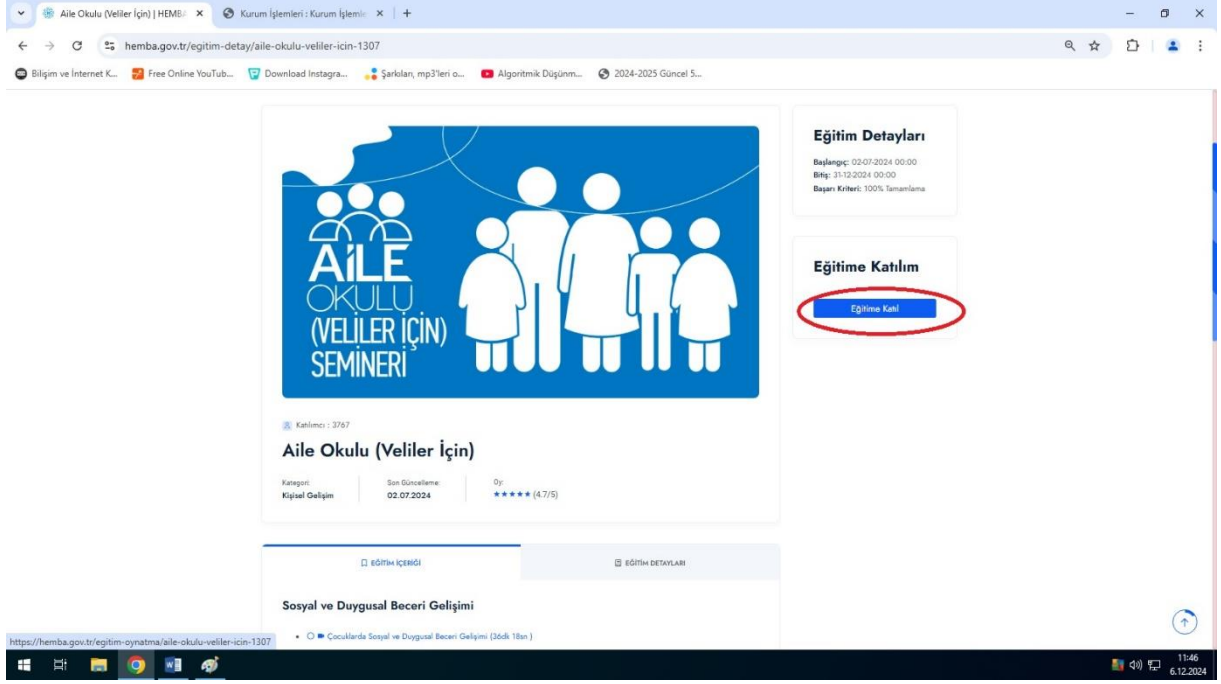 Aile Okulu (Veliler İçin) | HEMBA
Kurum İşlemleri : Kurum İşlemle
hemba.gov.tr/egitim-detay/aile-okulu-veliler-icin-1307
Bilişim ve İnternet K...
Free Online YouTub...
Download Instagra...
Şarkıları, mp3'leri o...
Algoritmik Düşünm...
2024-2025 Güncel 5...
AİLE
OKULU
(VELİLER İÇİN)
SEMİNERİ
Katılımcı : 3767
Aile Okulu (Veliler İçin)
Kategori:
Kişisel Gelişim
Son Güncelleme:
02.07.2024
Oy:
★★★★★ (4.7/5)
Eğitim Detayları
Başlangıç: 02-07-2024 00:00
Bitiş: 31-12-2024 00:00
Başarı Kriteri: 100% Tamamlama
Eğitime Katılım
Eğitime Katıl
EĞİTİM İÇERİĞİ
EĞİTİM DETAYLARI
Sosyal ve Duygusal Beceri Gelişimi
Çocuklarda Sosyal ve Duygusal Beceri Gelişimi (36dk 18sn )
https://hemba.gov.tr/egitim-oynatma/aile-okulu-veliler-icin-1307
11:46
6.12.2024